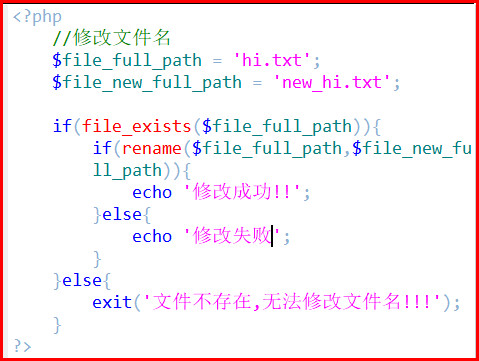 <?php
//修改文件名
$file_full_path = 'hi.txt';
$file_new_full_path = 'new_hi.txt';
if(file_exists($file_full_path)){
if(rename($file_full_path,$file_new_fu
ll_path)){
echo '修改成功!!';
}else{
echo '修改失败';
}
}else{
exit('文件不存在,无法修改文件名!!!');
}
?>